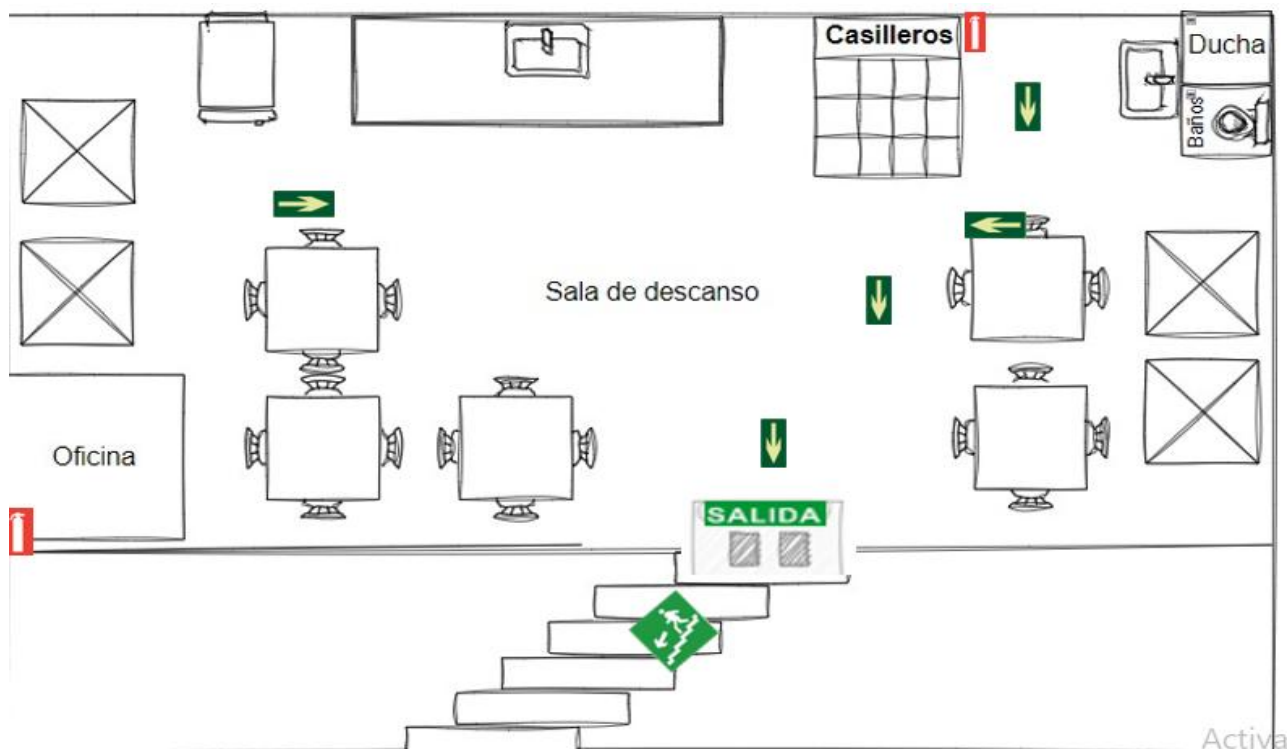 Casilleros
Ducha
Baños
Sala de descanso
Oficina
SALIDA
Activa